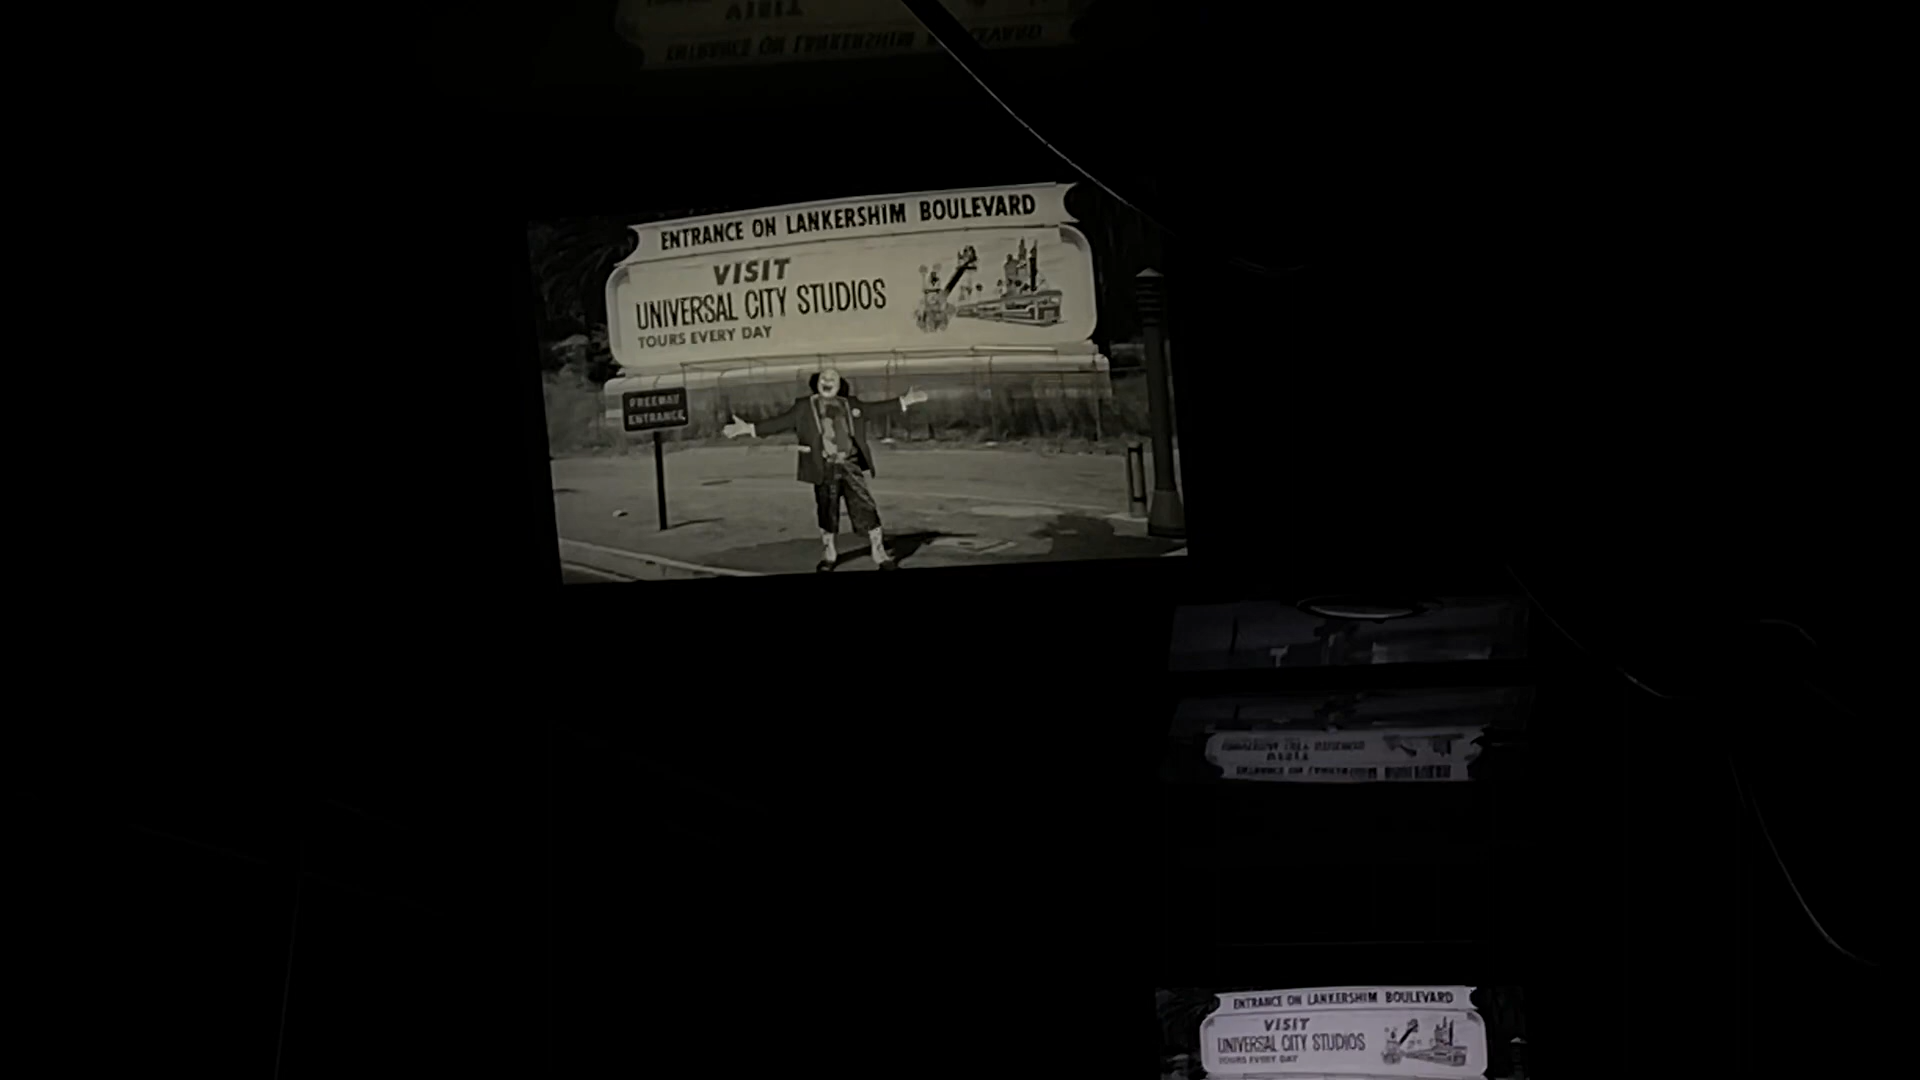 ENTRANCE ON LANKERSHIM BOULEVARD
VISIT
UNIVERSAL CITY STUDIOS
TOURS EVERY DAY
FREEWAY
ENTRANCE
ENTRANCE ON LANKERSHIM BOULEVARD
VISIT
UNIVERSAL CITY STUDIOS
TOURS EVERY DAY